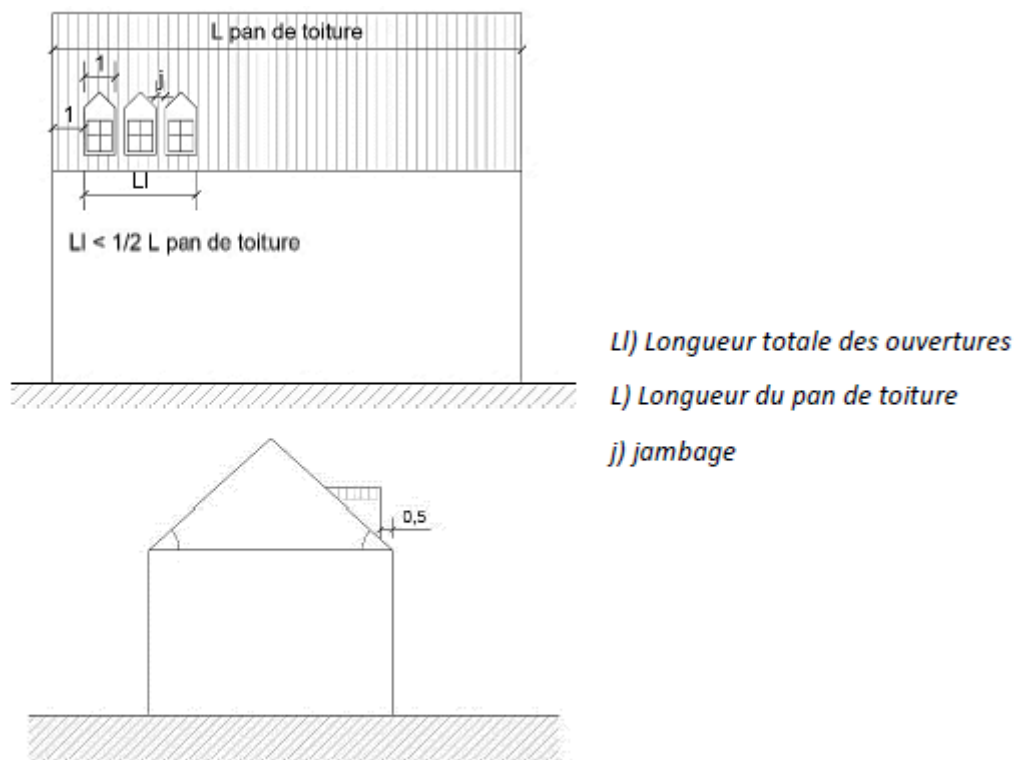 L pan de toiture
1
j
1
Ll
Ll < 1/2 L pan de toiture
Ll) Longueur totale des ouvertures
L) Longueur du pan de toiture
j) jambage
0,5